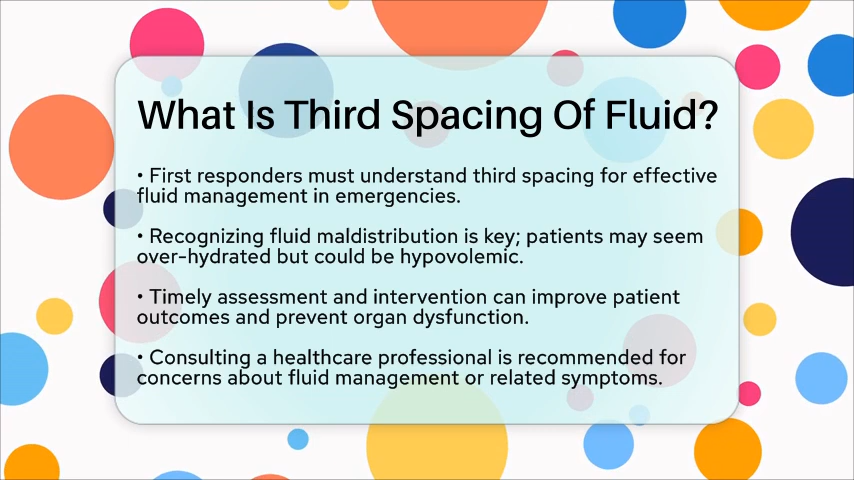 What Is Third Spacing Of Fluid?
• First responders must understand third spacing for effective
fluid management in emergencies.
• Recognizing fluid maldistribution is key; patients may seem
over-hydrated but could be hypovolemic.
• Timely assessment and intervention can improve patient
outcomes and prevent organ dysfunction.
• Consulting a healthcare professional is recommended for
concerns about fluid management or related symptoms.